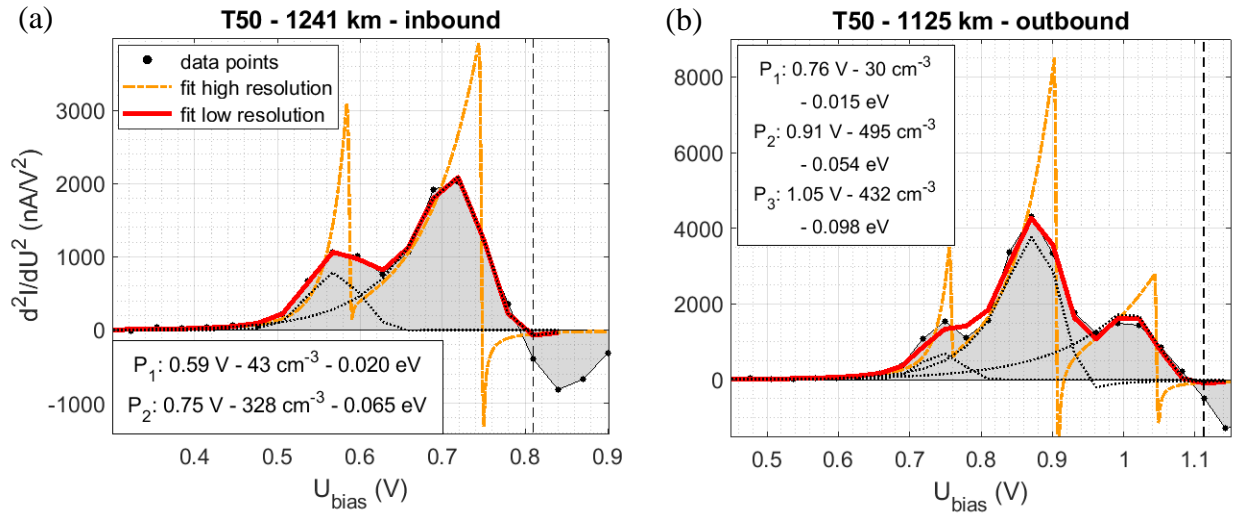 (a)
T50 - 1241 km - inbound
data points
fit high resolution
fit low resolution
d²I/dU² (nA/V²)
3000
2000
1000
0
-1000
P₁: 0.59 V - 43 cm⁻³ - 0.020 eV
P₂: 0.75 V - 328 cm⁻³ - 0.065 eV
0.4
0.5
0.6
0.7
0.8
0.9
U_bias (V)
(b)
T50 - 1125 km - outbound
P₁: 0.76 V - 30 cm⁻³
- 0.015 eV
P₂: 0.91 V - 495 cm⁻³
- 0.054 eV
P₃: 1.05 V - 432 cm⁻³
- 0.098 eV
8000
6000
4000
2000
0
0.5
0.6
0.7
0.8
0.9
1
1.1
U_bias (V)